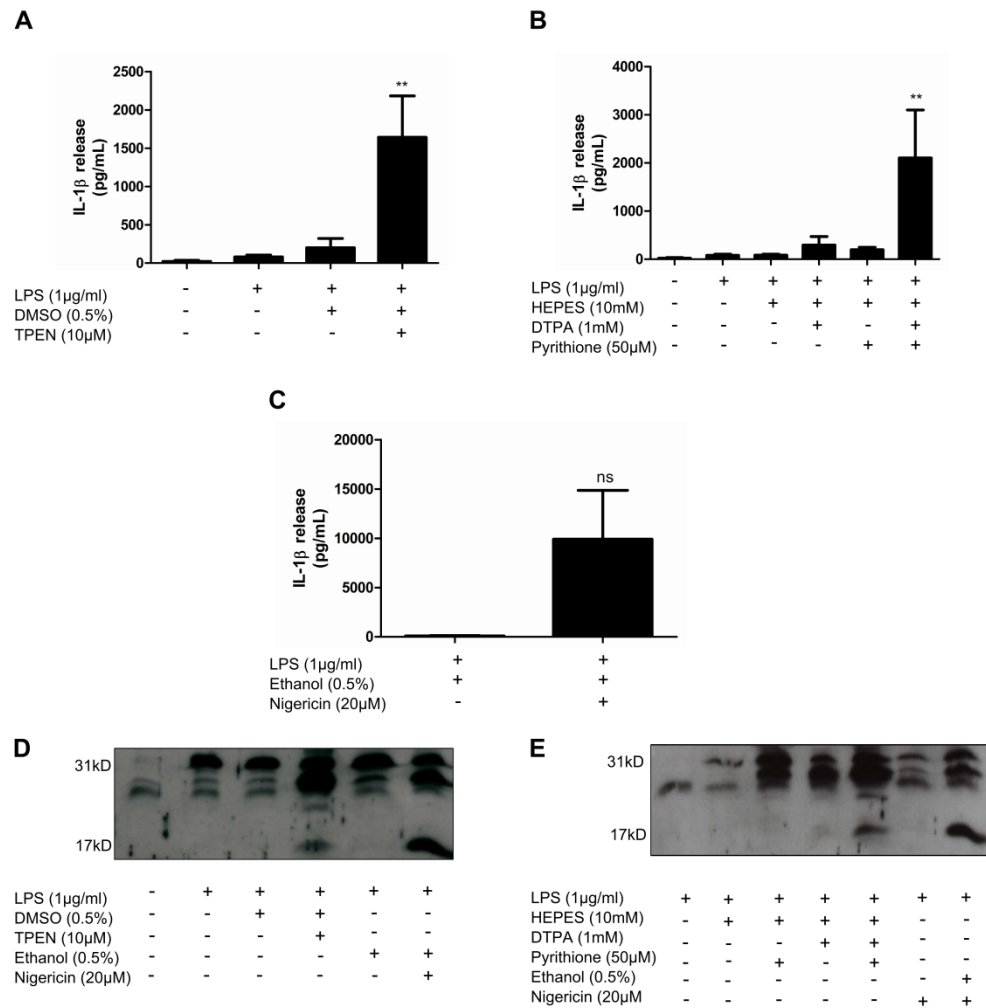 A
IL-1β release
(pg/mL)
2500
2000
1500
1000
500
0
**
LPS (1µg/ml) - + + +
DMSO (0.5%) - - + +
TPEN (10µM) - - - +
B
IL-1β release
(pg/mL)
4000
3000
2000
1000
0
**
LPS (1µg/ml) - + + + + +
HEPES (10mM) - - + + + +
DTPA (1mM) - - - + - +
Pyrithione (50µM) - - - - + +
C
IL-1β release
(pg/mL)
20000
15000
10000
5000
0
ns
LPS (1µg/ml) + +
Ethanol (0.5%) + +
Nigericin (20µM) - +
D
31kD
17kD
LPS (1µg/ml) - + + + + +
DMSO (0.5%) - - + + - -
TPEN (10µM) - - - + - -
Ethanol (0.5%) - - - - + +
Nigericin (20µM) - - - - - +
E
31kD
17kD
LPS (1µg/ml) + + + + + + +
HEPES (10mM) - + + + + - -
DTPA (1mM) - - - + + - -
Pyrithione (50µM) - - + - + - -
Ethanol (0.5%) - - - - - - +
Nigericin (20µM - - - - - + +